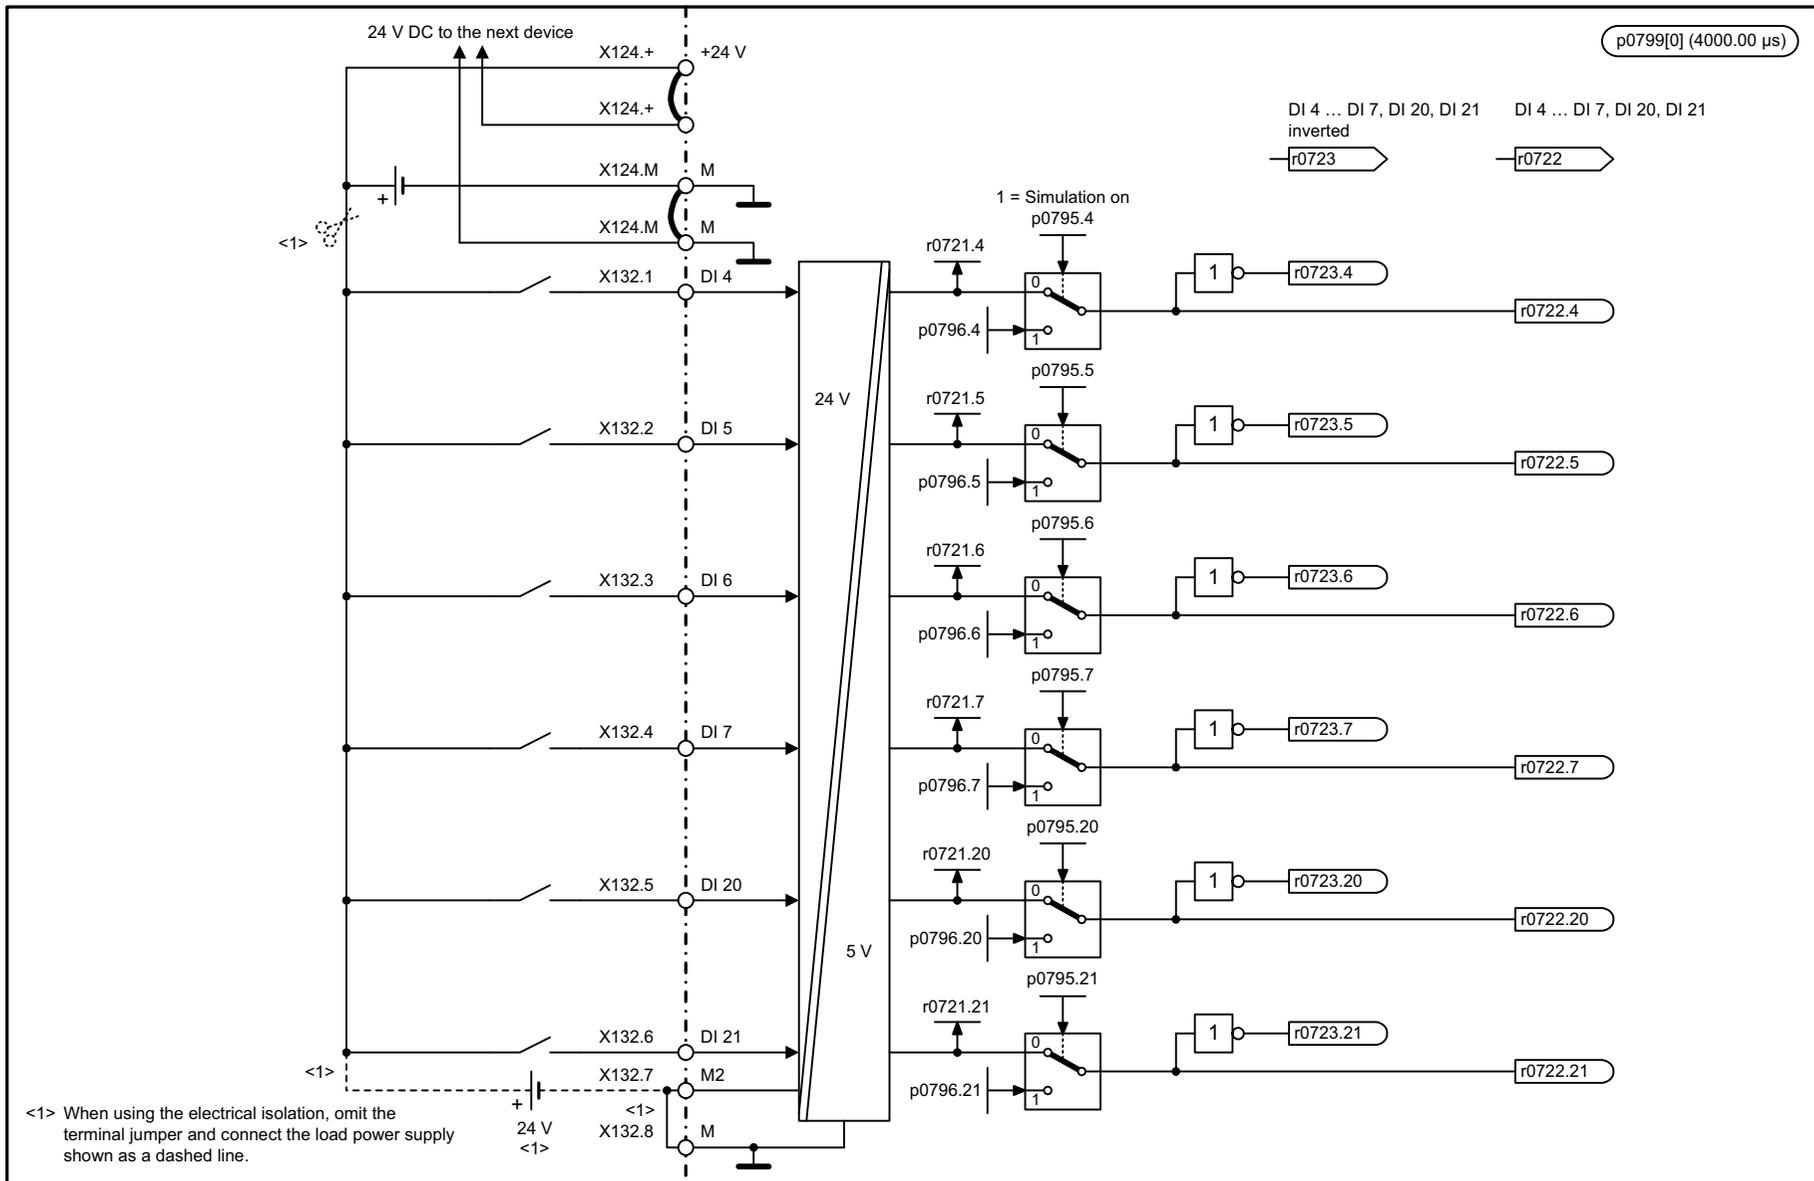 24 V DC to the next device
X124.+
+24 V
p0799[0] (4000.00 µs)
X124.+
DI 4 ... DI 7, DI 20, DI 21
inverted
DI 4 ... DI 7, DI 20, DI 21
r0723
r0722
X124.M
M
+
1 = Simulation on
p0795.4
<1>
X124.M
M
r0721.4
X132.1
DI 4
0
1
r0723.4
r0722.4
p0796.4
1
p0795.5
24 V
r0721.5
X132.2
DI 5
0
1
r0723.5
r0722.5
p0796.5
1
p0795.6
r0721.6
X132.3
DI 6
0
1
r0723.6
r0722.6
p0796.6
1
p0795.7
r0721.7
X132.4
DI 7
0
1
r0723.7
r0722.7
p0796.7
1
p0795.20
r0721.20
X132.5
DI 20
0
1
r0723.20
r0722.20
p0796.20
1
5 V
p0795.21
r0721.21
X132.6
DI 21
0
1
r0723.21
r0722.21
p0796.21
1
<1>
X132.7
M2
+
24 V
<1>
<1>
X132.8
M
<1> When using the electrical isolation, omit the
terminal jumper and connect the load power supply
shown as a dashed line.